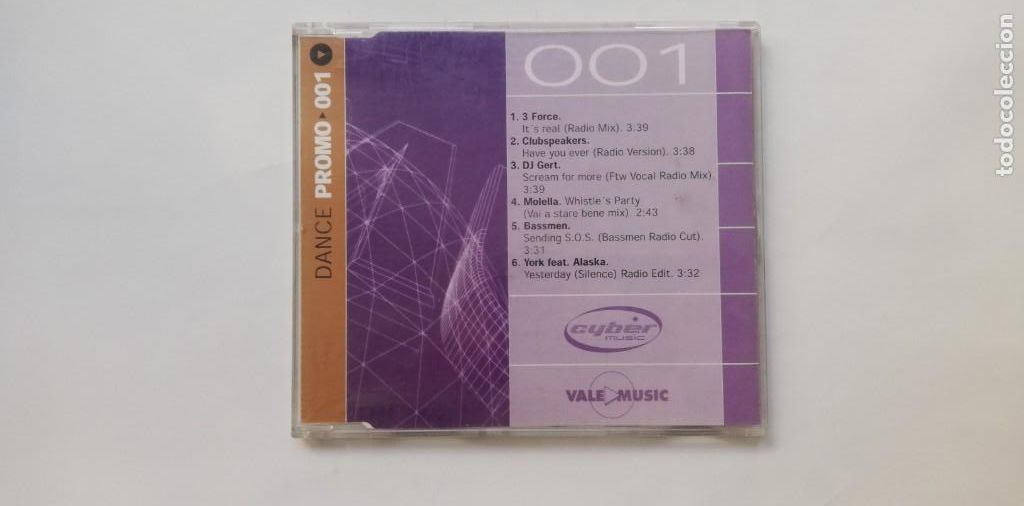 DANCE PROMO 001
001
1. 3 Force.
It´s real (Radio Mix). 3:39
2. Clubspeakers.
Have you ever (Radio Version). 3:38
3. DJ Gert.
Scream for more (Ftw Vocal Radio Mix).
3:39
4. Molella. Whistle´s Party
(Vai a stare bene mix). 2:43
5. Bassmen.
Sending S.O.S. (Bassmen Radio Cut).
3:31
6. York feat. Alaska.
Yesterday (Silence) Radio Edit. 3:32
cyber
music
VALE MUSIC
todocoleccion